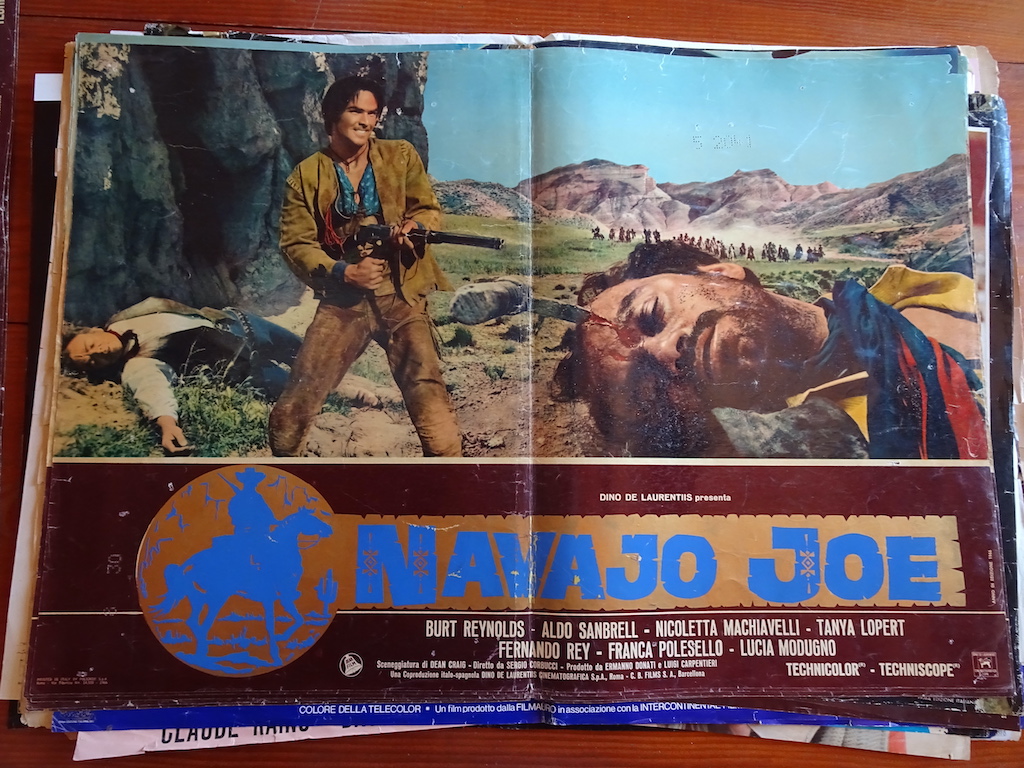 DINO DE LAURENTIIS presenta
NAVAJO JOE
BURT REYNOLDS - ALDO SANBRELL - NICOLETTA MACHIAVELLI - TANYA LOPERT
FERNANDO REY - FRANCA POLESELLO - LUCIA MODUGNO
Sceneggiatura di DEAN CRAIG - Diretto da SERGIO CORBUCCI - Prodotto da ERMANNO DONATI e LUIGI CARPENTIERI
Una Coproduzione italo-spagnola DINO DE LAURENTIIS CINEMATOGRAFICA S.p.A., Roma - C. B. FILMS S. A., Barcellona
TECHNICOLOR(R) - TECHNISCOPE(R)
COLORE DELLA TELECOLOR • Un film prodotto dalla FILMAURO in associazione con la INTERCONTINENTAL
CLAUDE RAINS